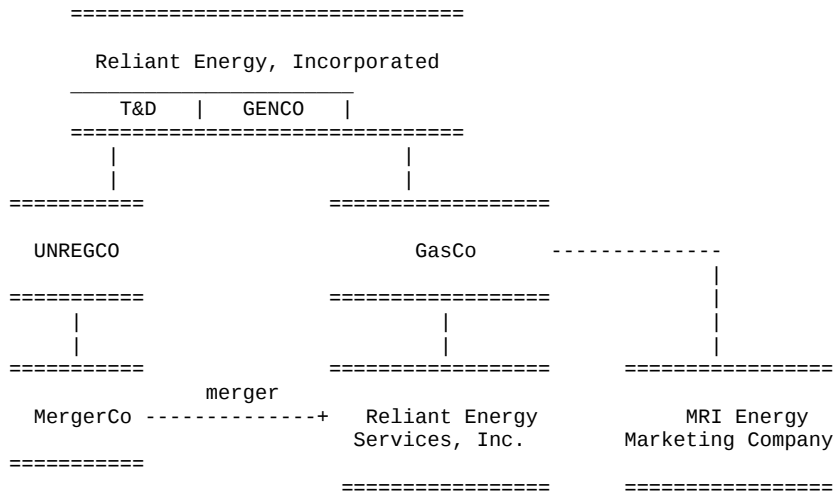 Reliant Energy, Incorporated
T&D | GENCO |
UNREGCO GasCo
merger
MergerCo --------------+ Reliant Energy MRI Energy
Services, Inc. Marketing Company